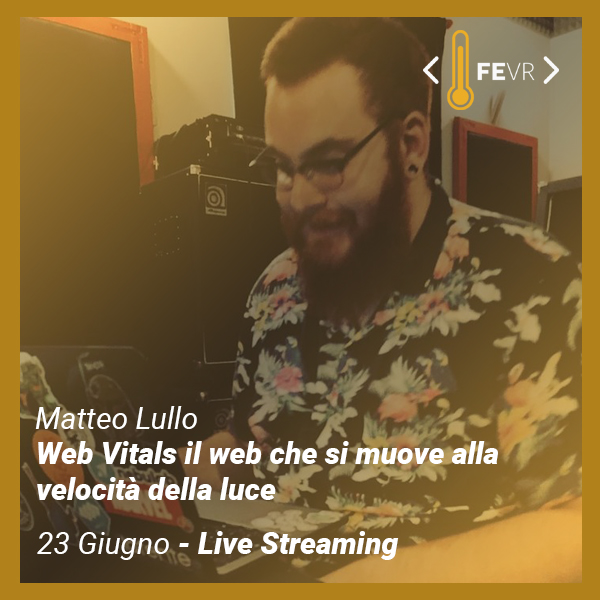 FEVR
Matteo Lullo
Web Vitals il web che si muove alla
velocità della luce
23 Giugno - Live Streaming